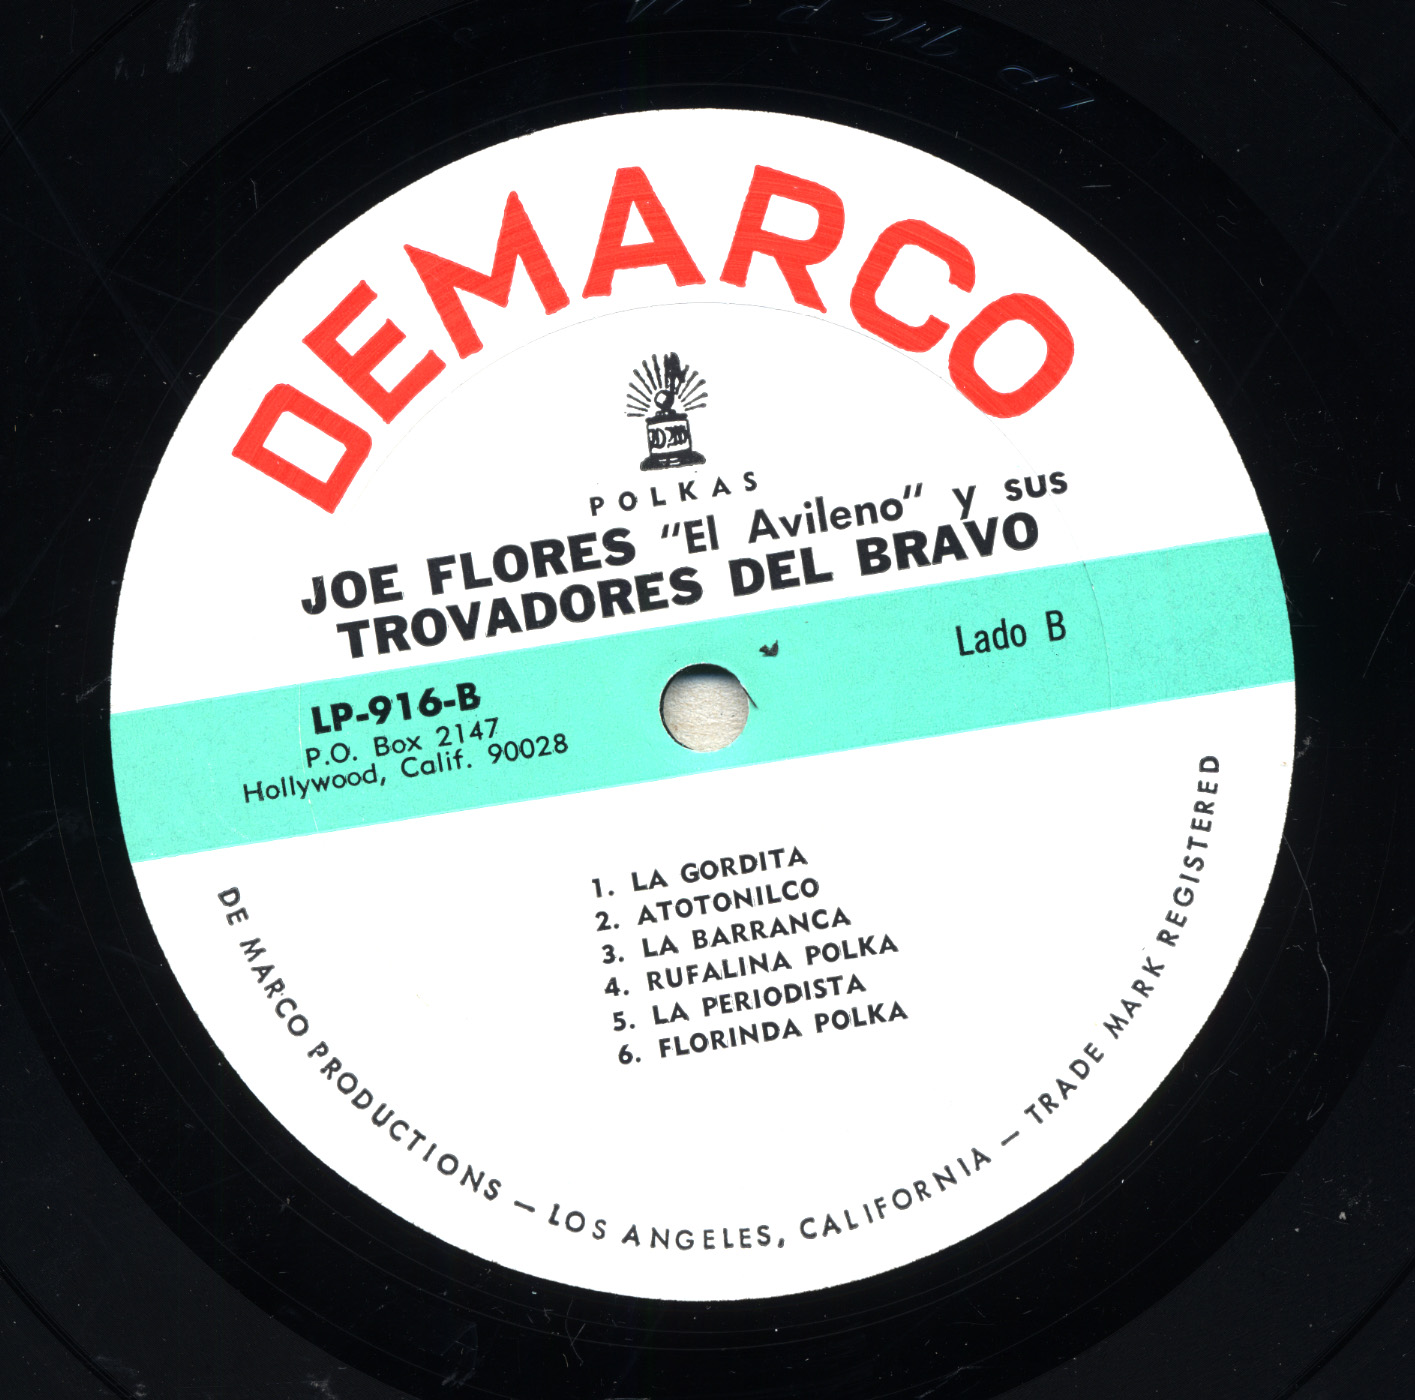 DEMARCO
POLKAS
JOE FLORES "El Avileno" y sus
TROVADORES DEL BRAVO
Lado B
LP-916-B
P.O. Box 2147
Hollywood, Calif. 90028
1. LA GORDITA
2. ATOTONILCO
3. LA BARRANCA
4. RUFALINA POLKA
5. LA PERIODISTA
6. FLORINDA POLKA
DE MARCO PRODUCTIONS — LOS ANGELES, CALIFORNIA — TRADE MARK REGISTERED